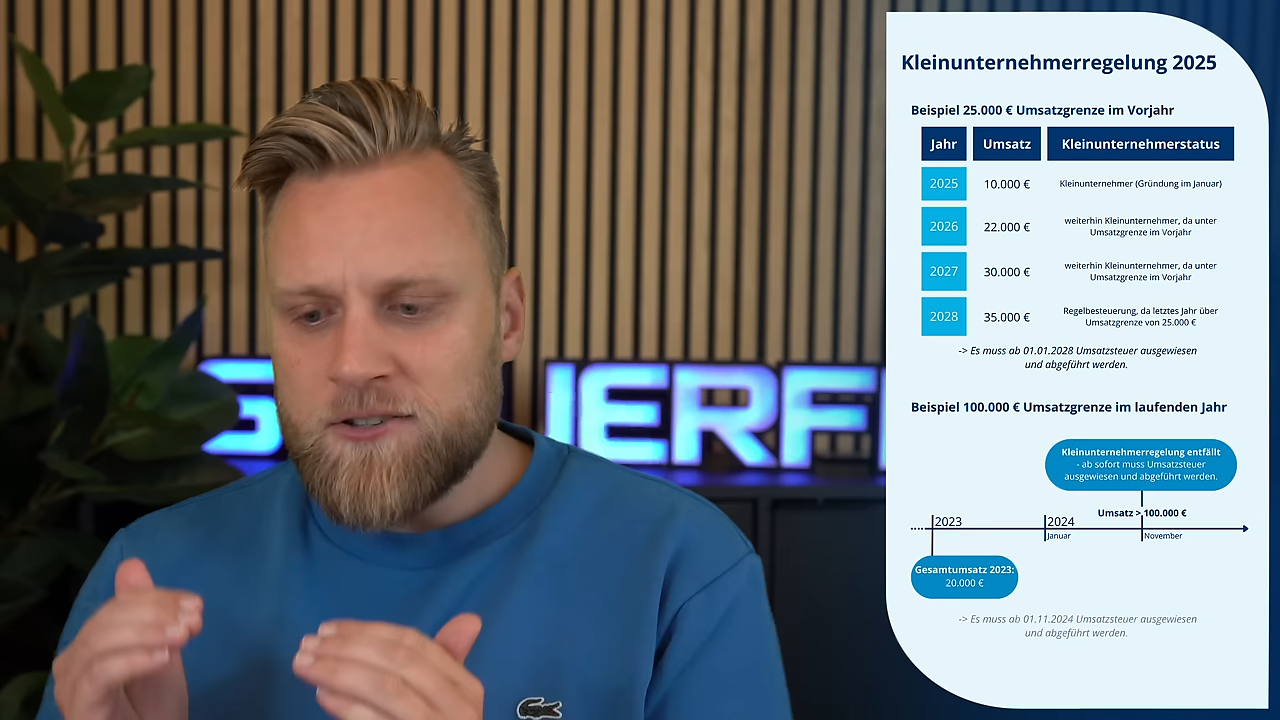 Kleinunternehmerregelung 2025
Beispiel 25.000 € Umsatzgrenze im Vorjahr
Jahr Umsatz Kleinunternehmerstatus
2025 10.000 € Kleinunternehmer (Gründung im Januar)
2026 22.000 € weiterhin Kleinunternehmer, da unter
Umsatzgrenze im Vorjahr
2027 30.000 € weiterhin Kleinunternehmer, da unter
Umsatzgrenze im Vorjahr
2028 35.000 € Regelbesteuerung, da letztes Jahr über
Umsatzgrenze von 25.000 €
-> Es muss ab 01.01.2028 Umsatzsteuer ausgewiesen
und abgeführt werden.
Beispiel 100.000 € Umsatzgrenze im laufenden Jahr
Kleinunternehmerregelung entfällt
- ab sofort muss Umsatzsteuer
ausgewiesen und abgeführt werden.
Umsatz > 100.000 €
2023 2024
Januar November
Gesamtumsatz 2023:
20.000 €
-> Es muss ab 01.11.2024 Umsatzsteuer ausgewiesen
und abgeführt werden.